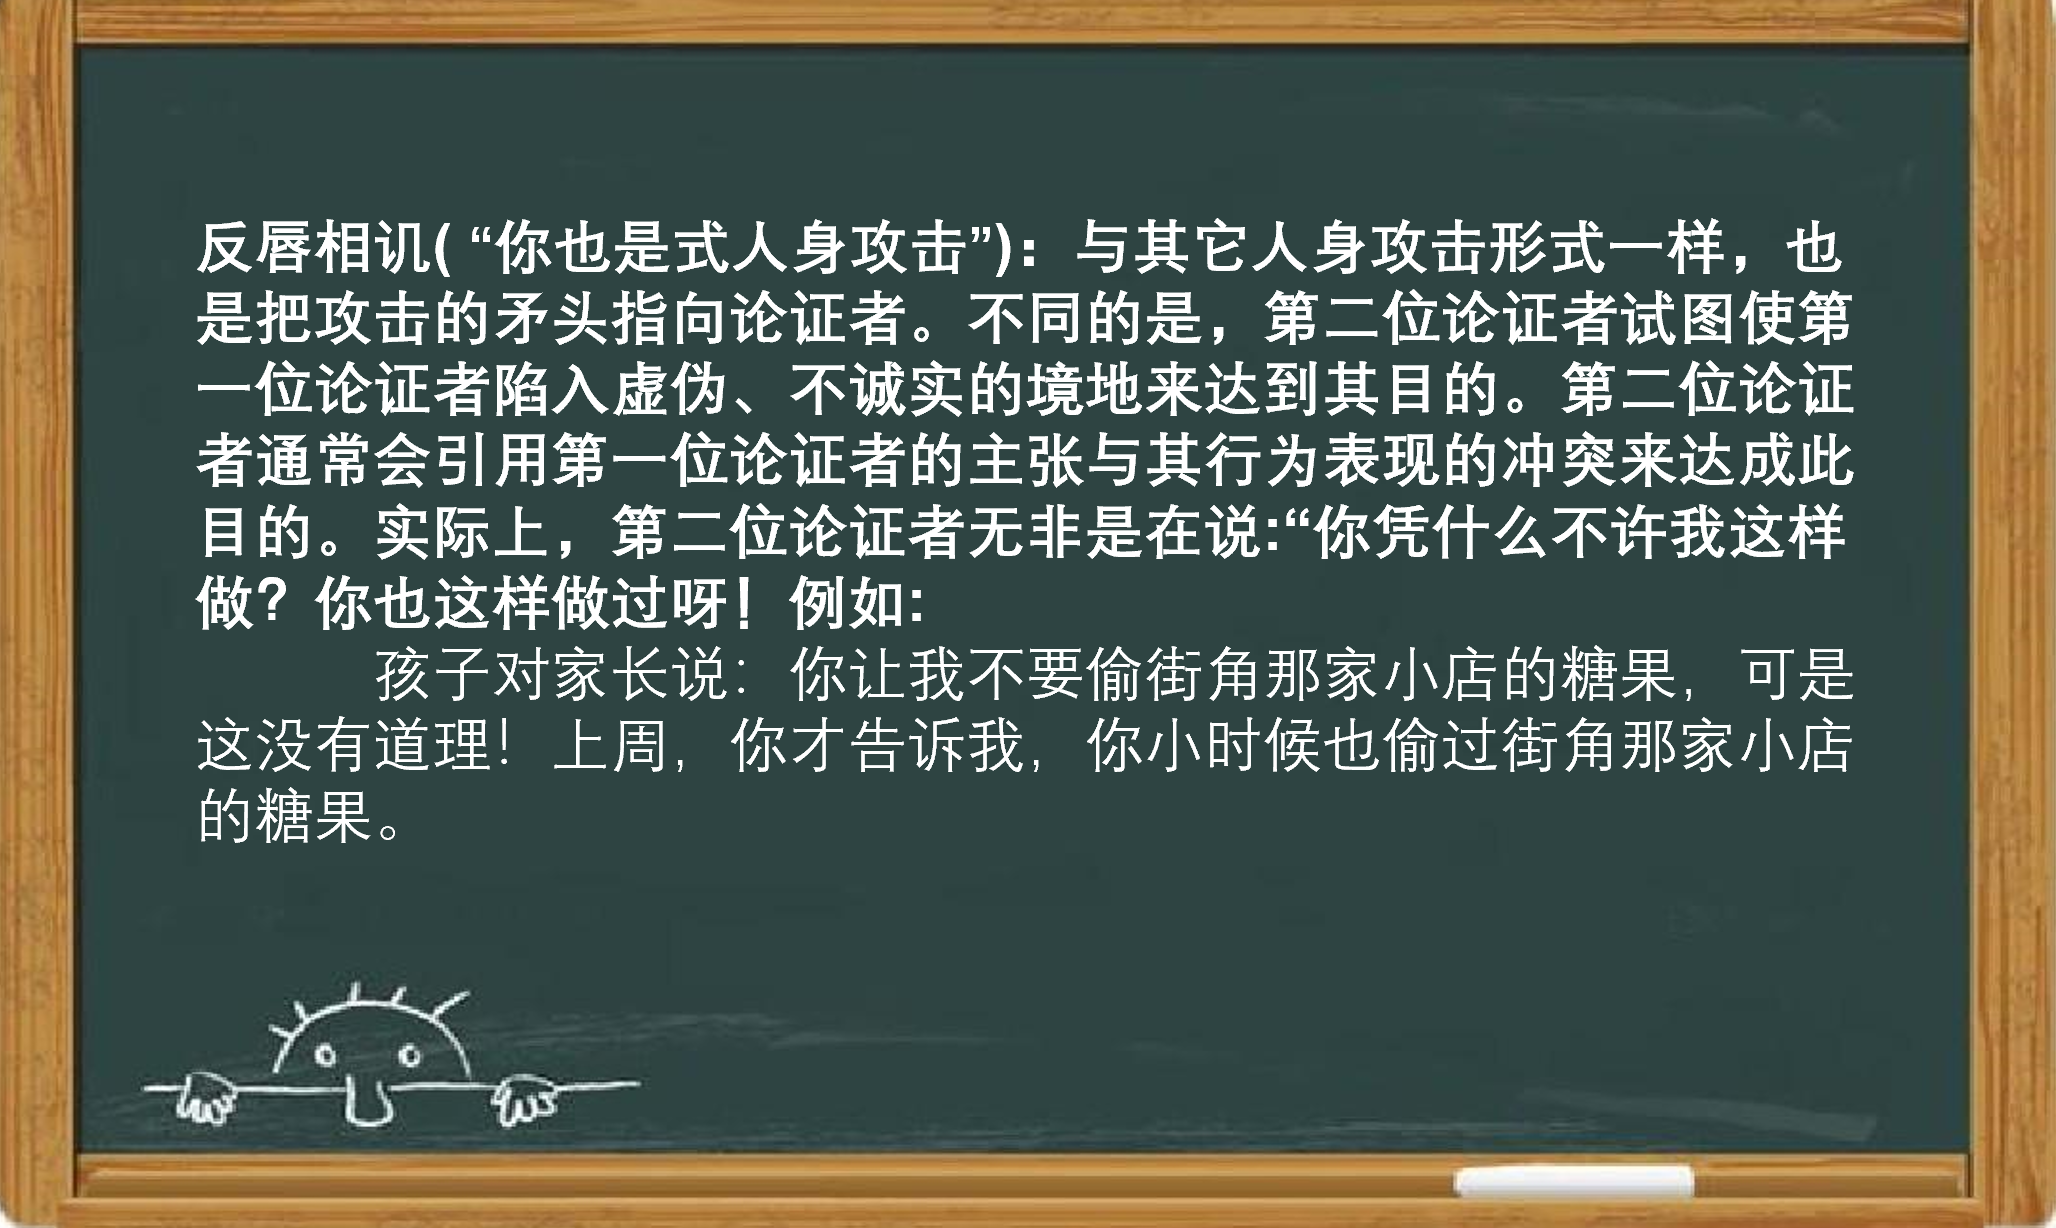 反唇相讥( “你也是式人身攻击”)：与其它人身攻击形式一样，也
是把攻击的矛头指向论证者。不同的是，第二位论证者试图使第
一位论证者陷入虚伪、不诚实的境地来达到其目的。第二位论证
者通常会引用第一位论证者的主张与其行为表现的冲突来达成此
目的。实际上，第二位论证者无非是在说:“你凭什么不许我这样
做？你也这样做过呀！例如:
孩子对家长说：你让我不要偷街角那家小店的糖果，可是
这没有道理！上周，你才告诉我，你小时候也偷过街角那家小店
的糖果。